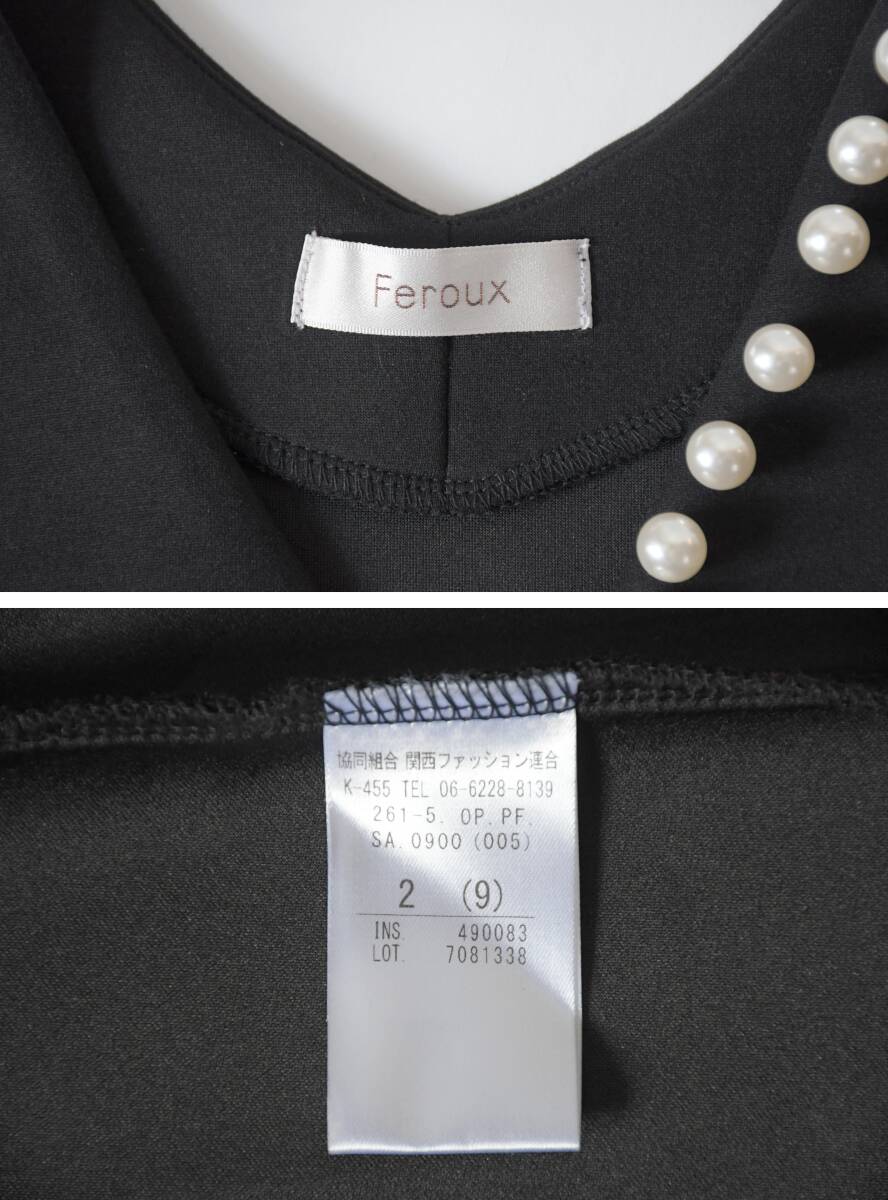 Feroux
協同組合 関西ファッション連合
K-455 TEL 06-6228-8139
261-5. OP. PF.
SA. 0900 (005)
2 (9)
INS. 490083
LOT. 7081338